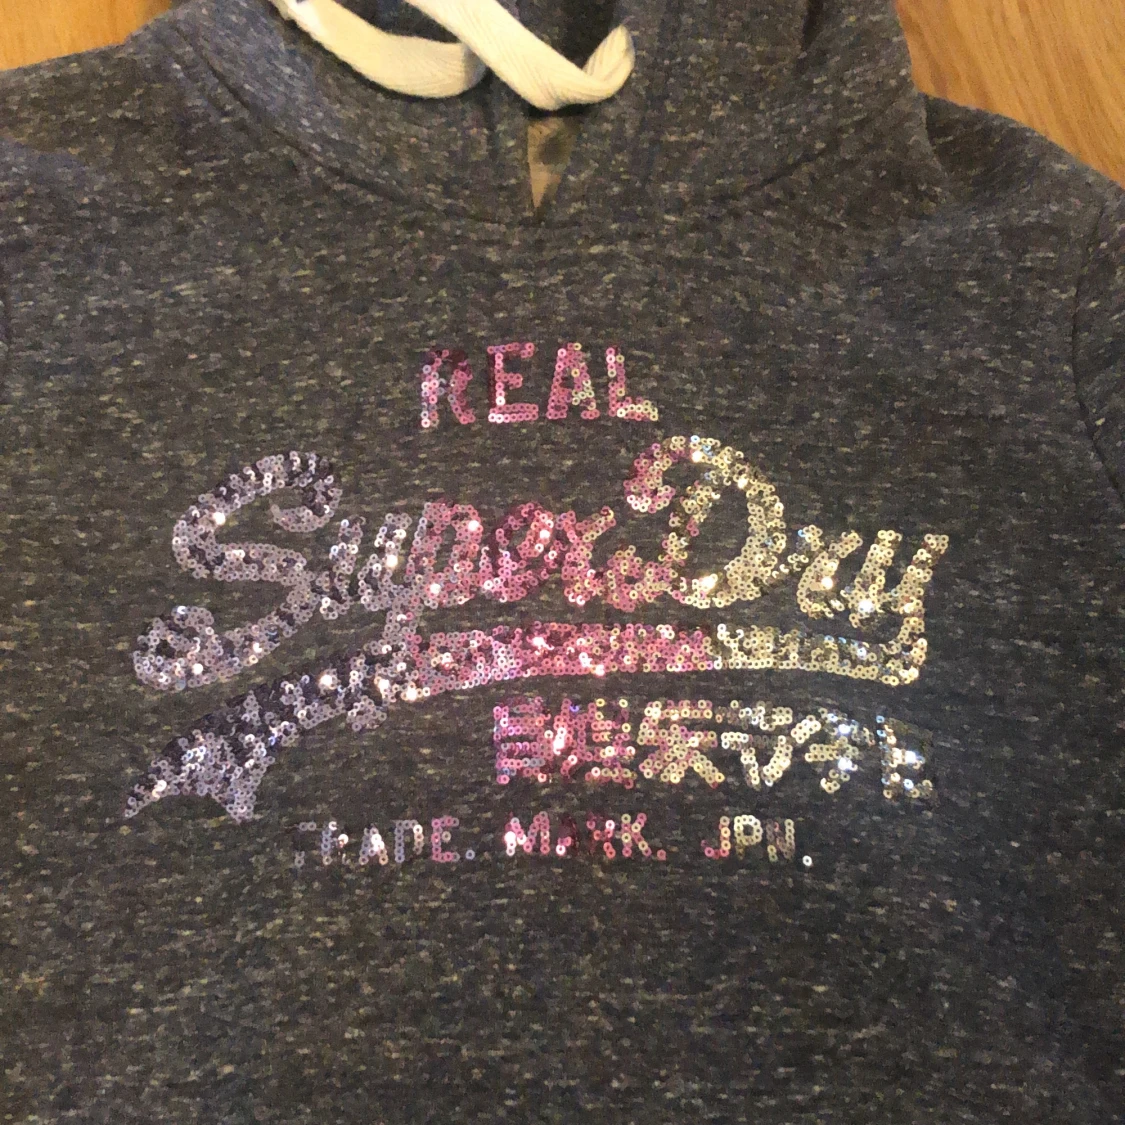 REAL
SuperDry
TRADE. MARK. JPN.